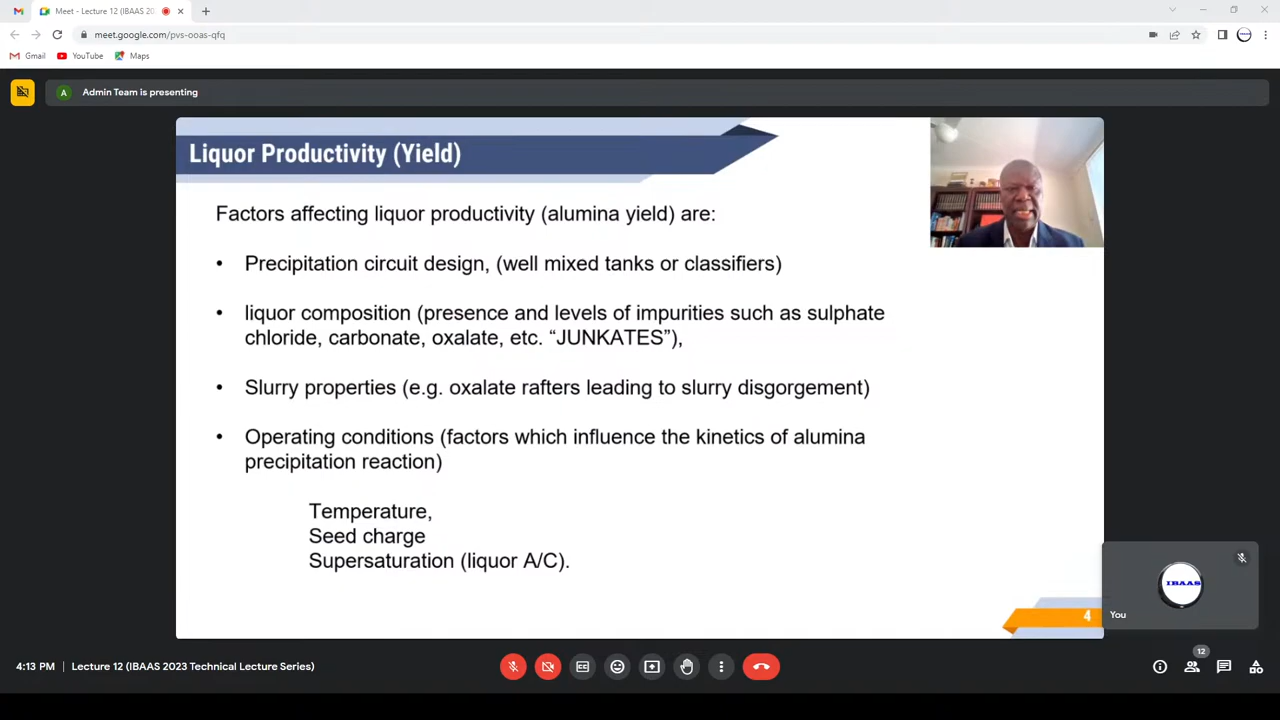 Meet - Lecture 12 (IBAAS 20
meet.google.com/pvs-ooas-qfq
Gmail
YouTube
Maps
A
Admin Team is presenting
Liquor Productivity (Yield)
Factors affecting liquor productivity (alumina yield) are:
• Precipitation circuit design, (well mixed tanks or classifiers)
• liquor composition (presence and levels of impurities such as sulphate
chloride, carbonate, oxalate, etc. “JUNKATES”),
• Slurry properties (e.g. oxalate rafters leading to slurry disgorgement)
• Operating conditions (factors which influence the kinetics of alumina
precipitation reaction)
Temperature,
Seed charge
Supersaturation (liquor A/C).
IBAAS
You
4
4:13 PM | Lecture 12 (IBAAS 2023 Technical Lecture Series)
12